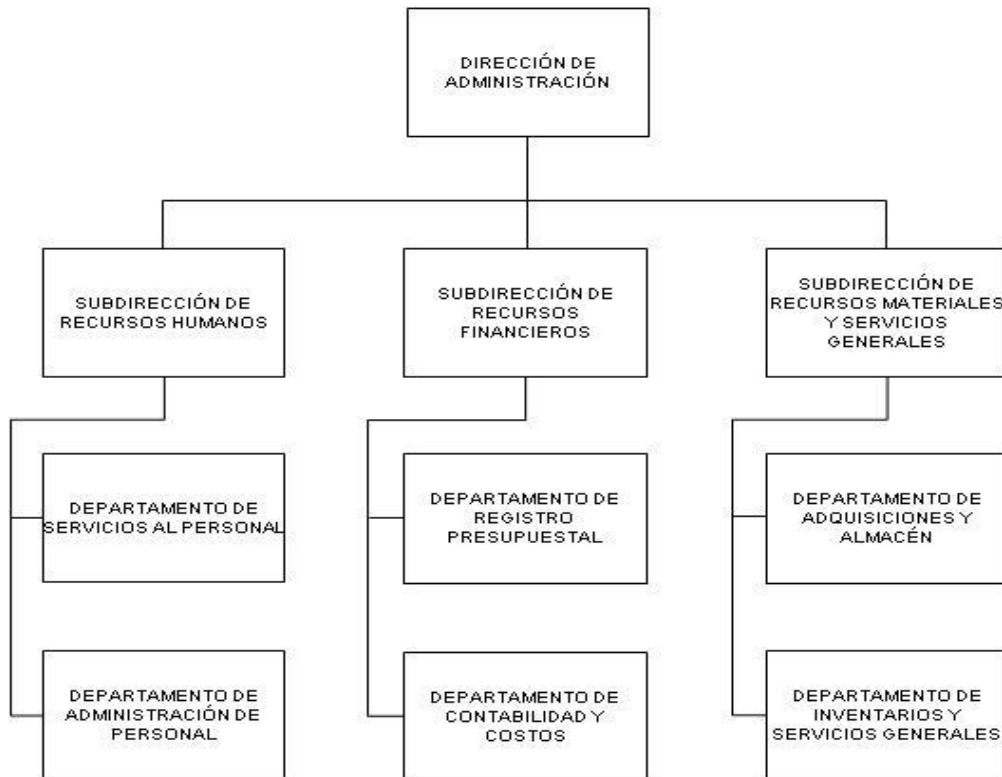 DIRECCIÓN DE
ADMINISTRACIÓN
SUBDIRECCIÓN DE
RECURSOS HUMANOS
SUBDIRECCIÓN DE
RECURSOS
FINANCIEROS
SUBDIRECCIÓN DE
RECURSOS MATERIALES
Y SERVICIOS
GENERALES
DEPARTAMENTO DE
SERVICIOS AL PERSONAL
DEPARTAMENTO DE
REGISTRO
PRESUPUESTAL
DEPARTAMENTO DE
ADQUISICIONES Y
ALMACÉN
DEPARTAMENTO DE
ADMINISTRACIÓN DE
PERSONAL
DEPARTAMENTO DE
CONTABILIDAD Y
COSTOS
DEPARTAMENTO DE
INVENTARIOS Y
SERVICIOS GENERALES